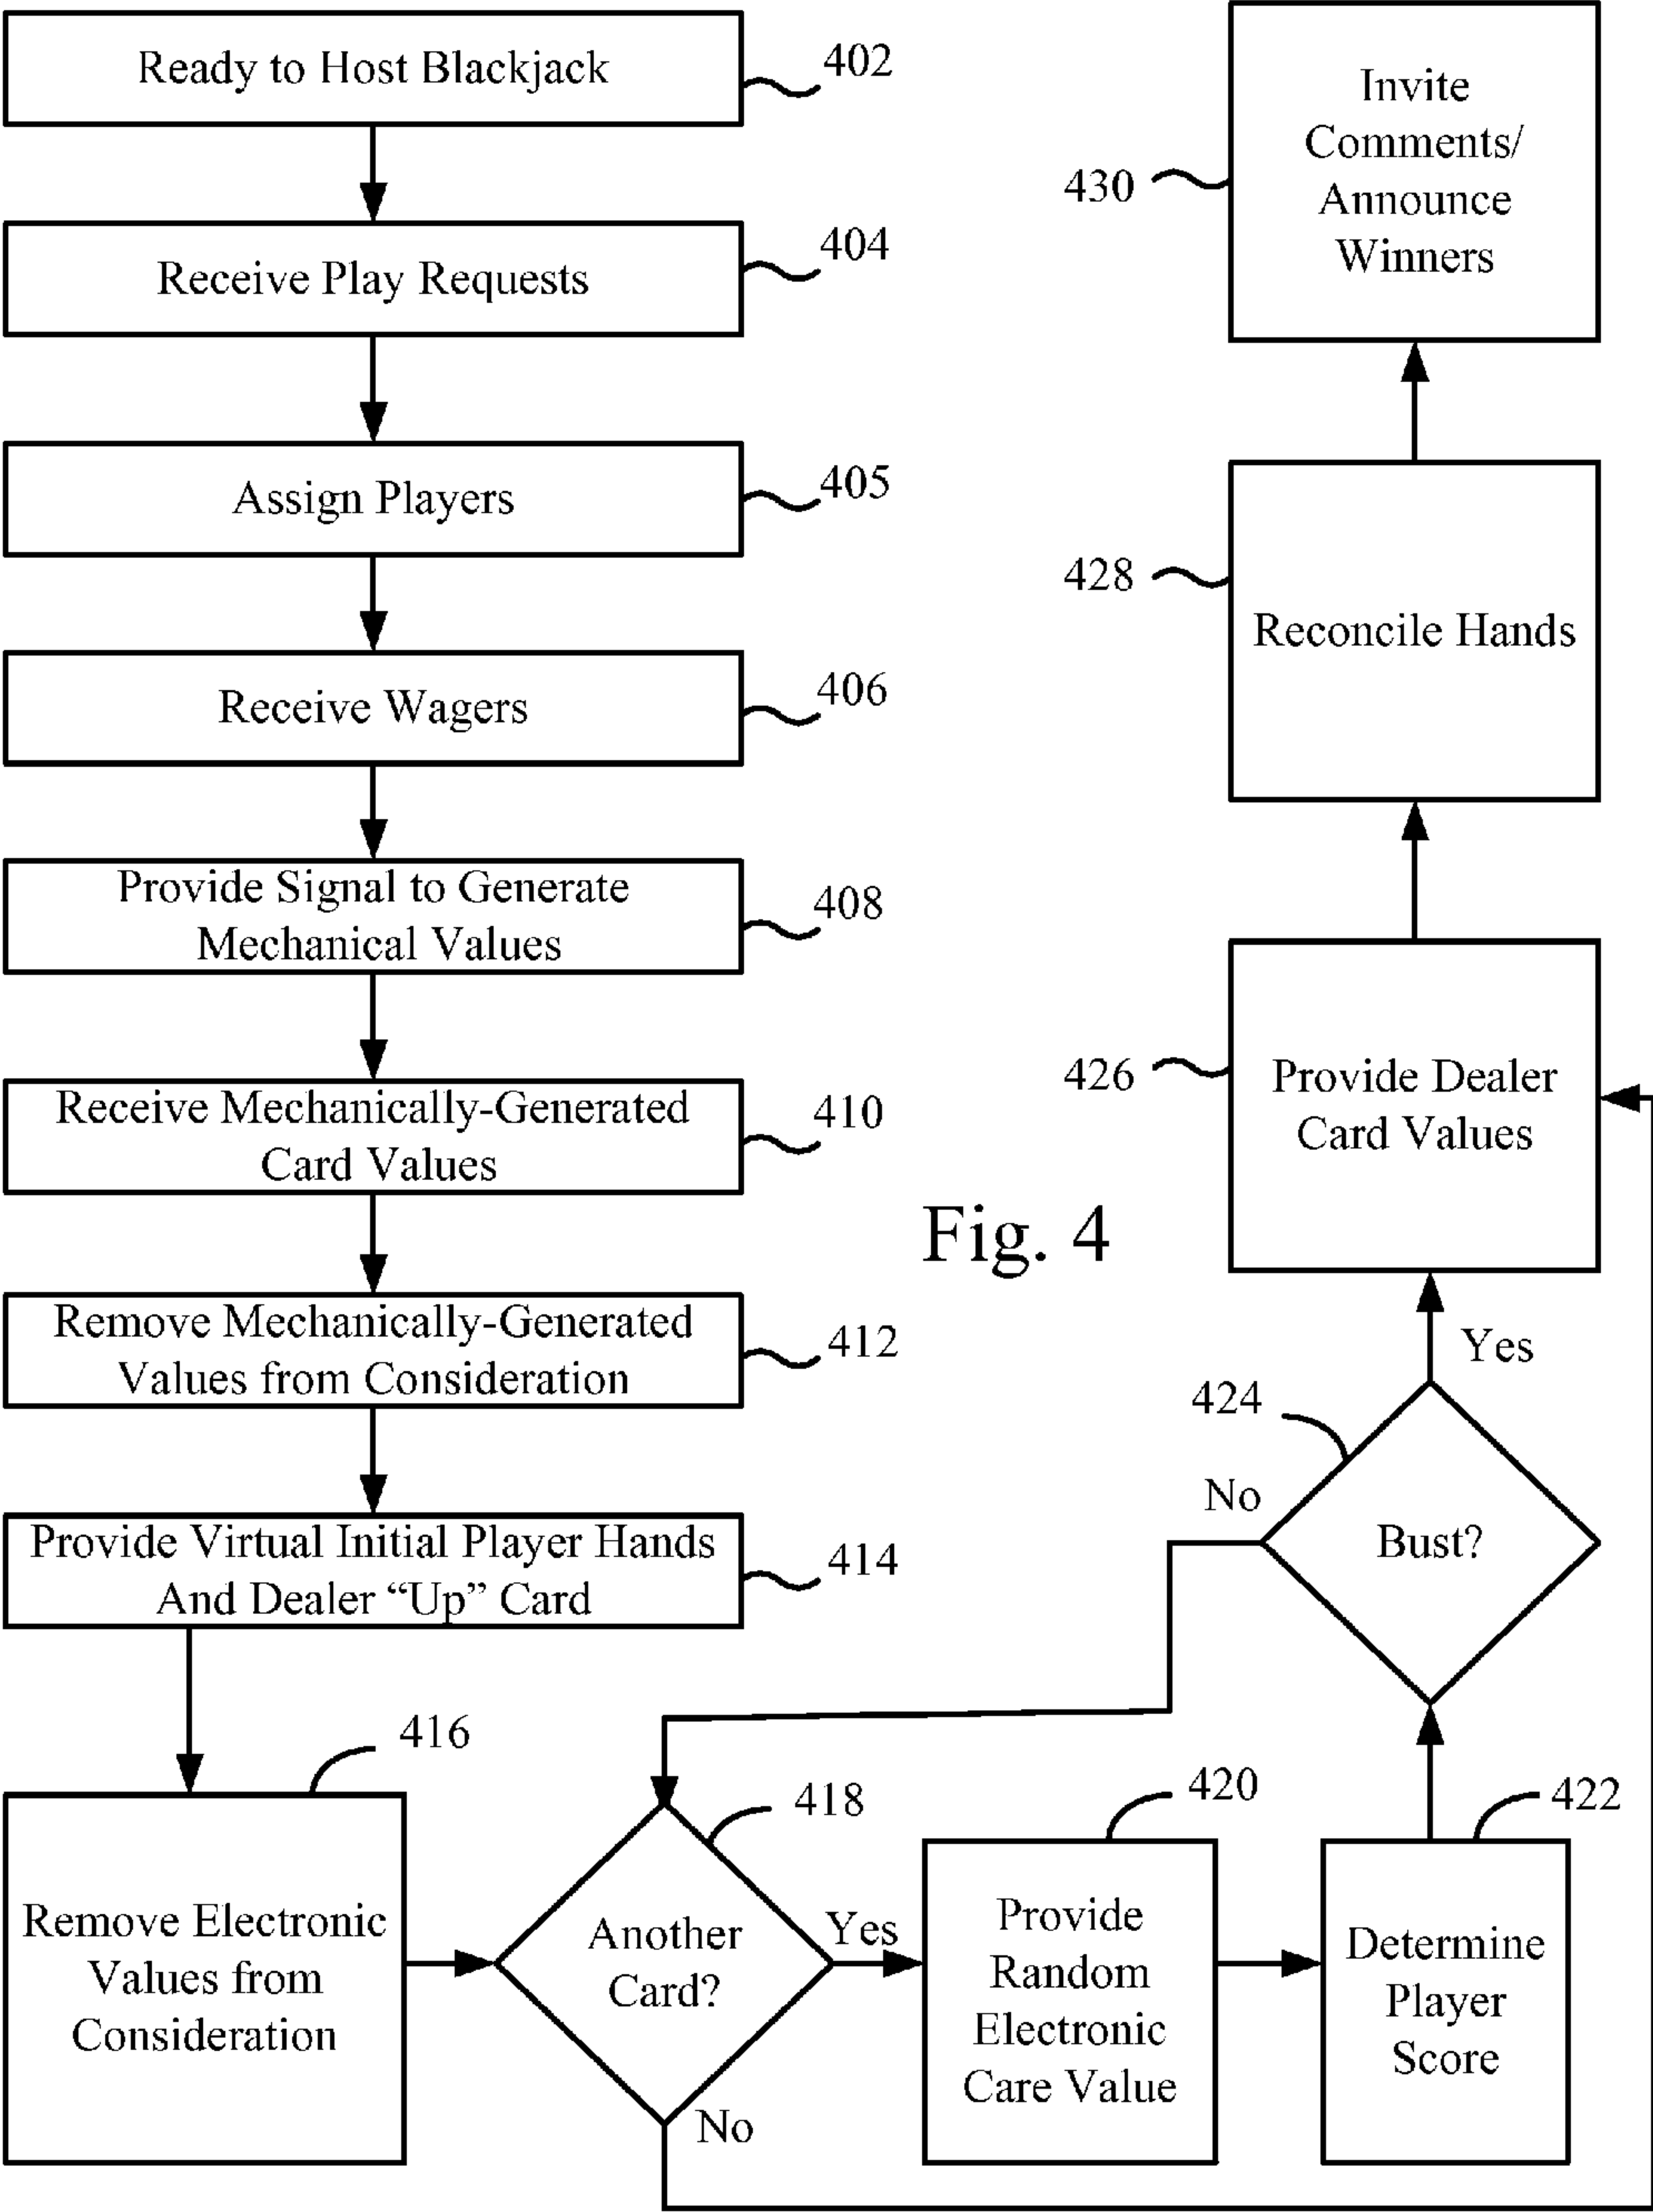 Ready to Host Blackjack
402
Receive Play Requests
404
Assign Players
405
Receive Wagers
406
Provide Signal to Generate
Mechanical Values
408
Receive Mechanically-Generated
Card Values
410
Remove Mechanically-Generated
Values from Consideration
412
Provide Virtual Initial Player Hands
And Dealer “Up” Card
414
Remove Electronic
Values from
Consideration
416
Another
Card?
418
Yes
No
Provide
Random
Electronic
Care Value
420
Determine
Player
Score
422
Bust?
424
No
Yes
Provide Dealer
Card Values
426
Reconcile Hands
428
Invite
Comments/
Announce
Winners
430
Fig. 4